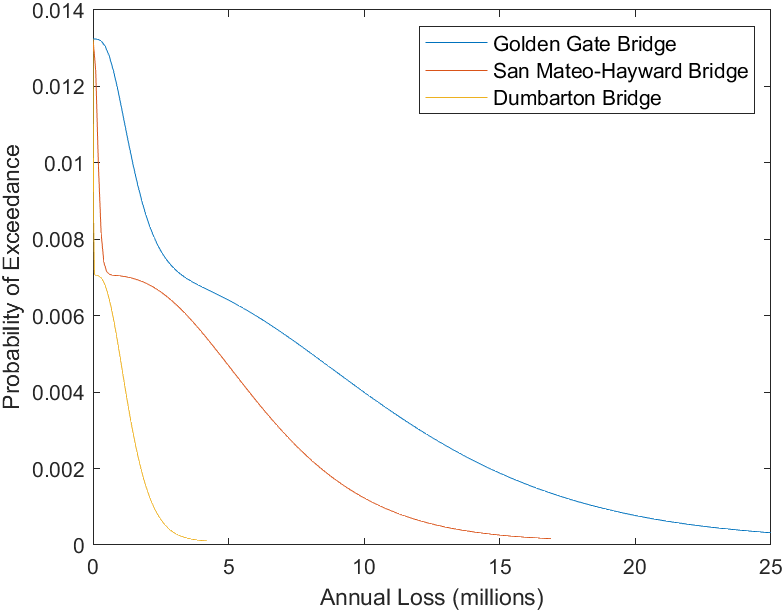 0.014
0.012
0.01
0.008
0.006
0.004
0.002
0
Probability of Exceedance
Golden Gate Bridge
San Mateo-Hayward Bridge
Dumbarton Bridge
0 5 10 15 20 25
Annual Loss (millions)